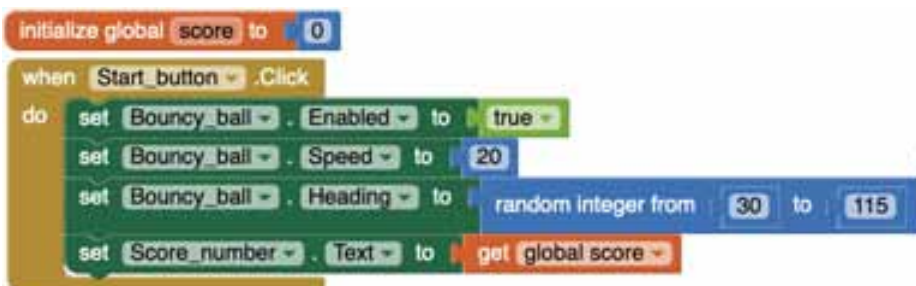 initialize global score to 0
when Start_button .Click
do set Bouncy_ball . Enabled to true
set Bouncy_ball . Speed to 20
set Bouncy_ball . Heading to random integer from 30 to 115
set Score_number . Text to get global score